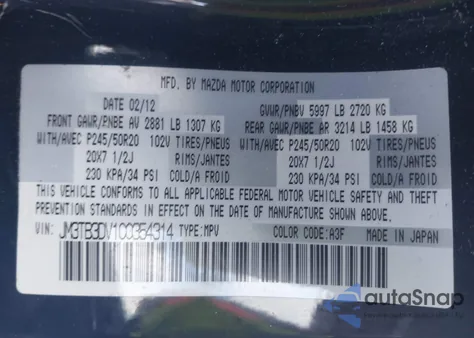 MFD. BY MAZDA MOTOR CORPORATION
DATE 02/12 GVWR/PNBV 5997 LB 2720 KG
FRONT GAWR/PNBE AV 2881 LB 1307 KG REAR GAWR/PNBE AR 3214 LB 1458 KG
WITH/AVEC P245/50R20 102V TIRES/PNEUS WITH/AVEC P245/50R20 102V TIRES/PNEUS
20X7 1/2J RIMS/JANTES 20X7 1/2J RIMS/JANTES
230 KPA/34 PSI COLD/A FROID 230 KPA/34 PSI COLD/A FROID
THIS VEHICLE CONFORMS TO ALL APPLICABLE FEDERAL MOTOR VEHICLE SAFETY AND THEFT
PREVENTION STANDARDS IN EFFECT ON THE DATE OF MANUFACTURE SHOWN ABOVE.
VIN: JM3TB3DV1C0354314 TYPE:MPV COLOR CODE:A3F MADE IN JAPAN
autoSnap